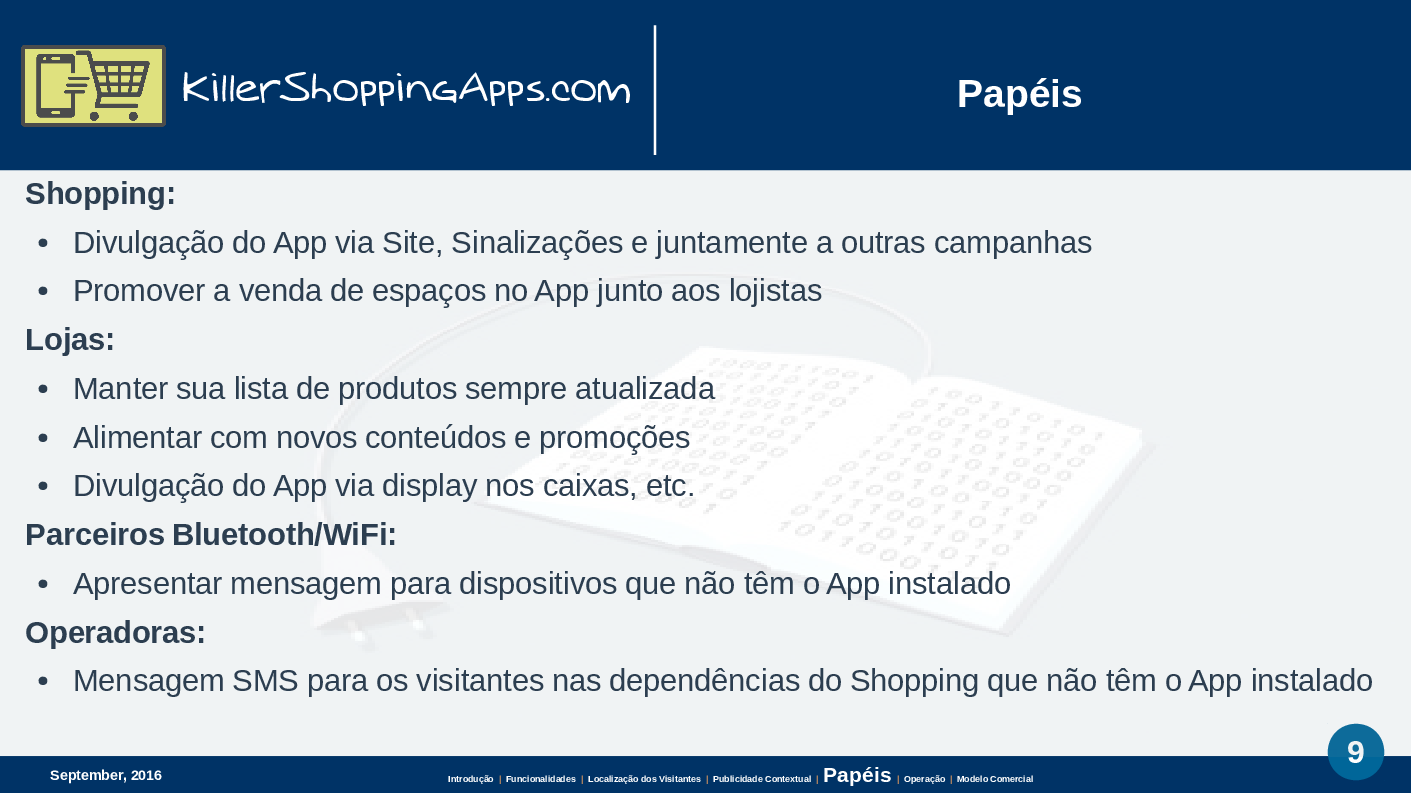 KillerShoppingApps.com
Papéis
Shopping:
• Divulgação do App via Site, Sinalizações e juntamente a outras campanhas
• Promover a venda de espaços no App junto aos lojistas
Lojas:
• Manter sua lista de produtos sempre atualizada
• Alimentar com novos conteúdos e promoções
• Divulgação do App via display nos caixas, etc.
Parceiros Bluetooth/WiFi:
• Apresentar mensagem para dispositivos que não têm o App instalado
Operadoras:
• Mensagem SMS para os visitantes nas dependências do Shopping que não têm o App instalado
September, 2016
Introdução | Funcionalidades | Localização dos Visitantes | Publicidade Contextual | Papéis | Operação | Modelo Comercial
9